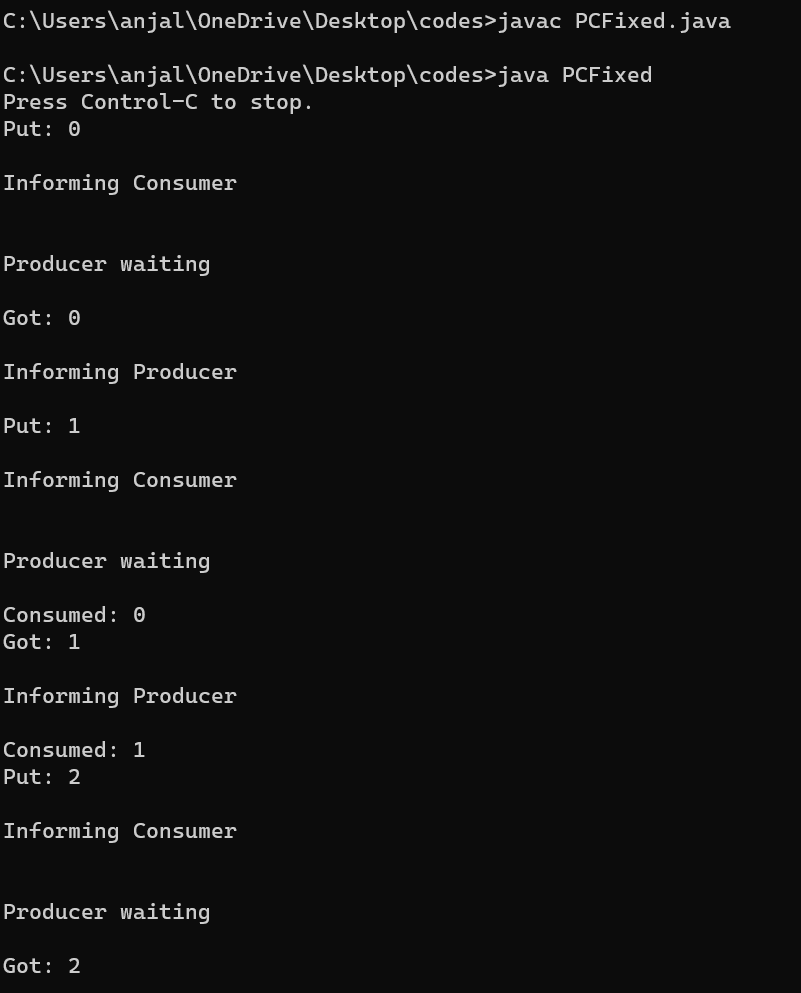 C:\Users\anjal\OneDrive\Desktop\codes>javac PCFixed.java
C:\Users\anjal\OneDrive\Desktop\codes>java PCFixed
Press Control-C to stop.
Put: 0
Informing Consumer
Producer waiting
Got: 0
Informing Producer
Put: 1
Informing Consumer
Producer waiting
Consumed: 0
Got: 1
Informing Producer
Consumed: 1
Put: 2
Informing Consumer
Producer waiting
Got: 2